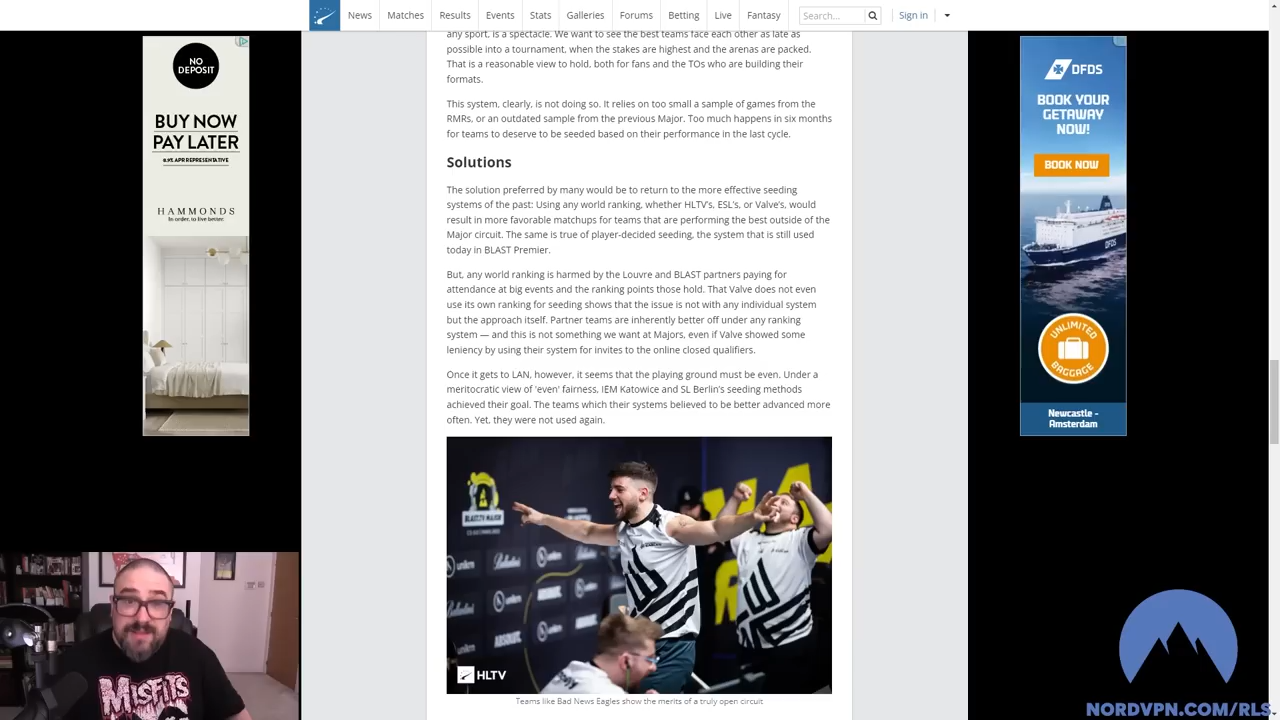 News Matches Results Events Stats Galleries Forums Betting Live Fantasy Search... Sign in
any sport, is a spectacle. We want to see the best teams face each other as late as
possible into a tournament, when the stakes are highest and the arenas are packed.
That is a reasonable view to hold, both for fans and the TOs who are building their
formats.
This system, clearly, is not doing so. It relies on too small a sample of games from the
RMRs, or an outdated sample from the previous Major. Too much happens in six months
for teams to deserve to be seeded based on their performance in the last cycle.
Solutions
The solution preferred by many would be to return to the more effective seeding
systems of the past: Using any world ranking, whether HLTV's, ESL's, or Valve's, would
result in more favorable matchups for teams that are performing the best outside of the
Major circuit. The same is true of player-decided seeding, the system that is still used
today in BLAST Premier.
But, any world ranking is harmed by the Louvre and BLAST partners paying for
attendance at big events and the ranking points those hold. That Valve does not even
use its own ranking for seeding shows that the issue is not with any individual system
but the approach itself. Partner teams are inherently better off under any ranking
system — and this is not something we want at Majors, even if Valve showed some
leniency by using their system for invites to the online closed qualifiers.
Once it gets to LAN, however, it seems that the playing ground must be even. Under a
meritocratic view of 'even' fairness, IEM Katowice and SL Berlin's seeding methods
achieved their goal. The teams which their systems believed to be better advanced more
often. Yet, they were not used again.
HLTV
Teams like Bad News Eagles show the merits of a truly open circuit
NO
DEPOSIT
BUY NOW
PAY LATER
HAMMONDS
In order, to live better.
DFDS
BOOK YOUR
GETAWAY
NOW!
BOOK NOW
DFDS
UNLIMITED
BAGGAGE
Newcastle -
Amsterdam
MISFITS
NORDVPN.COM/RLS